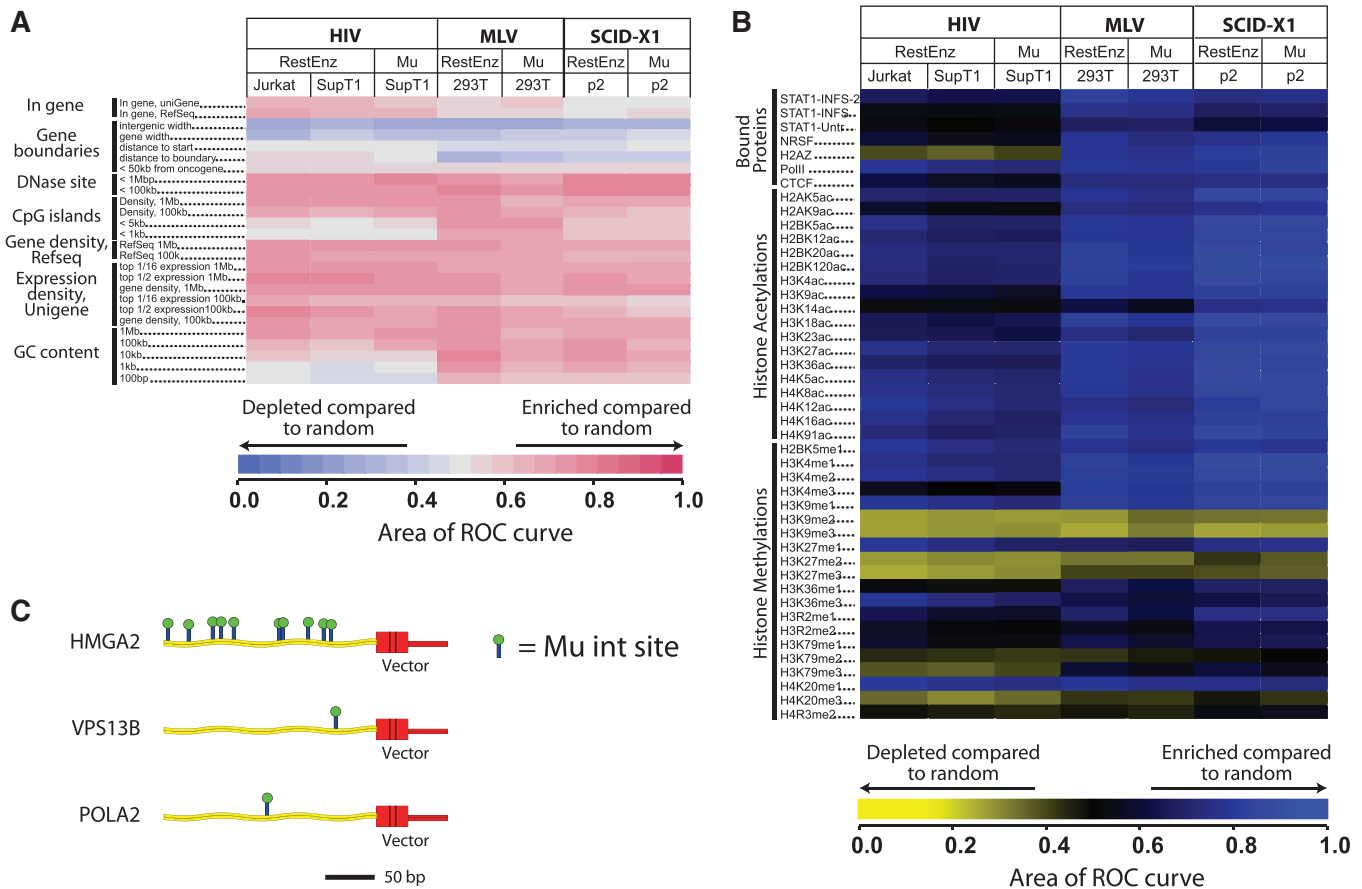 A
HIV MLV SCID-X1
RestEnz Mu RestEnz Mu RestEnz Mu
Jurkat SupT1 SupT1 293T 293T p2 p2
In gene
In gene, uniGene
In gene, RefSeq
Gene boundaries
intergenic width
gene width
distance to start
distance to boundary
< 50kb from oncogene
DNase site
< 1Mbp
< 100kb
CpG islands
Density, 1Mb
Density, 100kb
< 5kb
< 1kb
Gene density, Refseq
RefSeq 1Mb
RefSeq 100k
Expression density, Unigene
top 1/16 expression 1Mb
top 1/2 expression 1Mb
gene density, 1Mb
top 1/16 expression 100kb
top 1/2 expression100kb
gene density, 100kb
GC content
1Mb
100kb
10kb
1kb
100bp
Depleted compared to random
Enriched compared to random
0.0 0.2 0.4 0.6 0.8 1.0
Area of ROC curve
B
HIV MLV SCID-X1
RestEnz Mu RestEnz Mu RestEnz Mu
Jurkat SupT1 SupT1 293T 293T p2 p2
Bound Proteins
STAT1-INFS-2
STAT1-INFS
STAT1-Untr
NRSF
H2AZ
PolII
CTCF
Histone Acetylations
H2AK5ac
H2AK9ac
H2BK5ac
H2BK12ac
H2BK20ac
H2BK120ac
H3K4ac
H3K9ac
H3K14ac
H3K18ac
H3K23ac
H3K27ac
H3K36ac
H4K5ac
H4K8ac
H4K12ac
H4K16ac
H4K91ac
Histone Methylations
H2BK5me1
H3K4me1
H3K4me2
H3K4me3
H3K9me1
H3K9me2
H3K9me3
H3K27me1
H3K27me2
H3K27me3
H3K36me1
H3K36me3
H3R2me1
H3R2me2
H3K79me1
H3K79me2
H3K79me3
H4K20me1
H4K20me3
H4R3me2
Depleted compared to random
Enriched compared to random
0.0 0.2 0.4 0.6 0.8 1.0
Area of ROC curve
C
HMGA2
Vector
= Mu int site
VPS13B
Vector
POLA2
Vector
50 bp